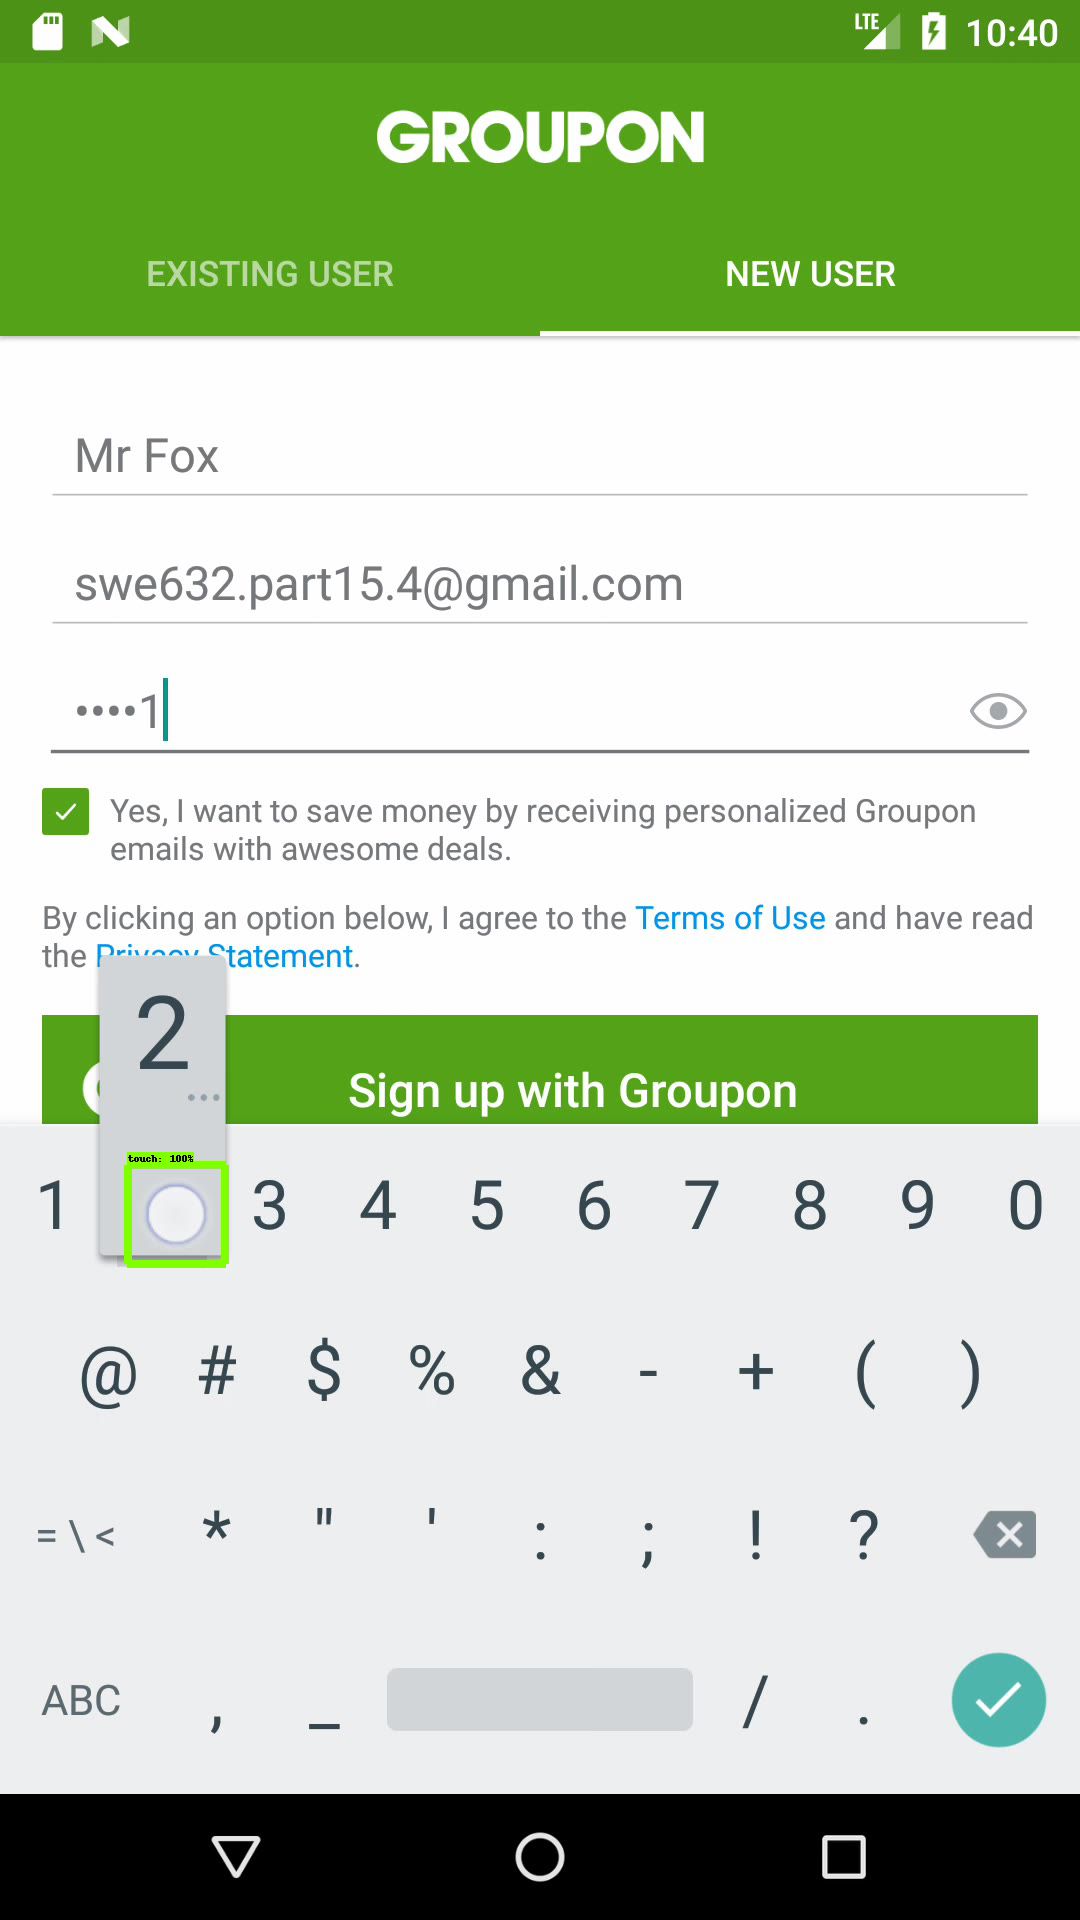 LTE 10:40
GROUPON
EXISTING USER NEW USER
Mr Fox
swe632.part15.4@gmail.com
••••1
Yes, I want to save money by receiving personalized Groupon
emails with awesome deals.
By clicking an option below, I agree to the Terms of Use and have read
the Privacy Statement.
2
...
Sign up with Groupon
touch: 100%
1 3 4 5 6 7 8 9 0
@ # $ % & - + ( )
= \ < * " ' : ; ! ?
ABC , _ / .